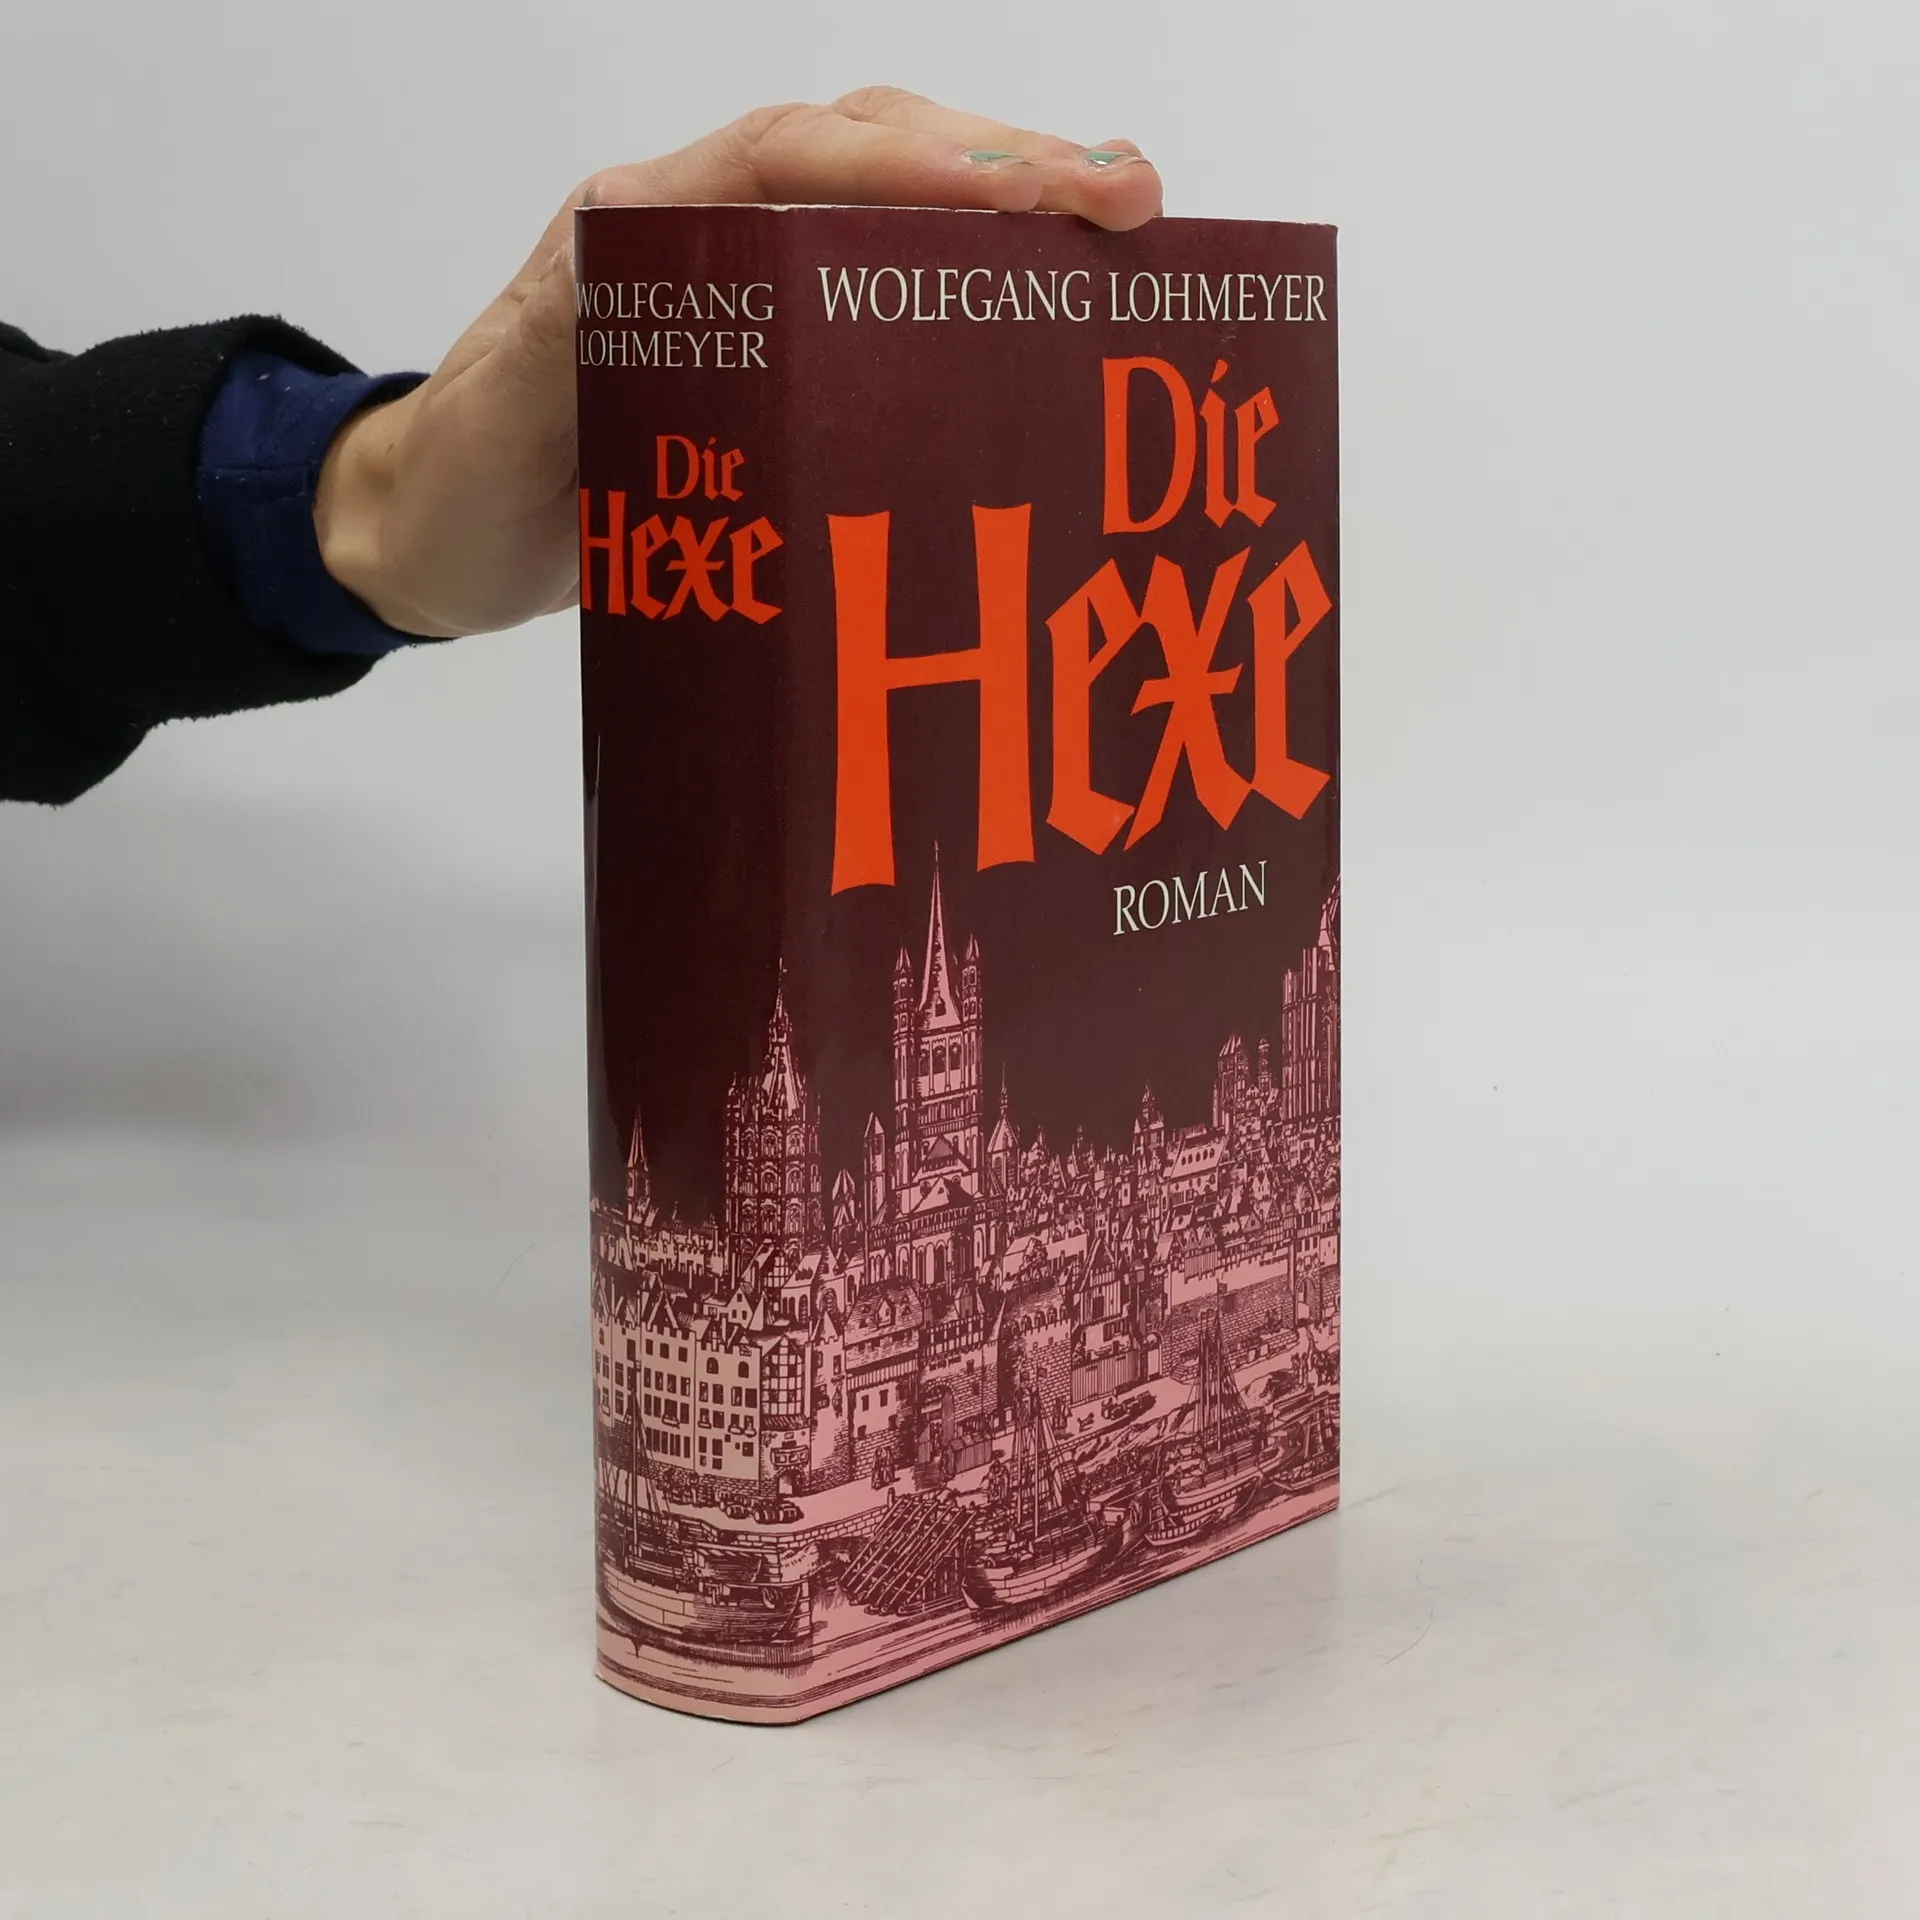 WOLFGANG
LOHMEYER
Die
Hexe
WOLFGANG LOHMEYER
Die
Hexe
ROMAN